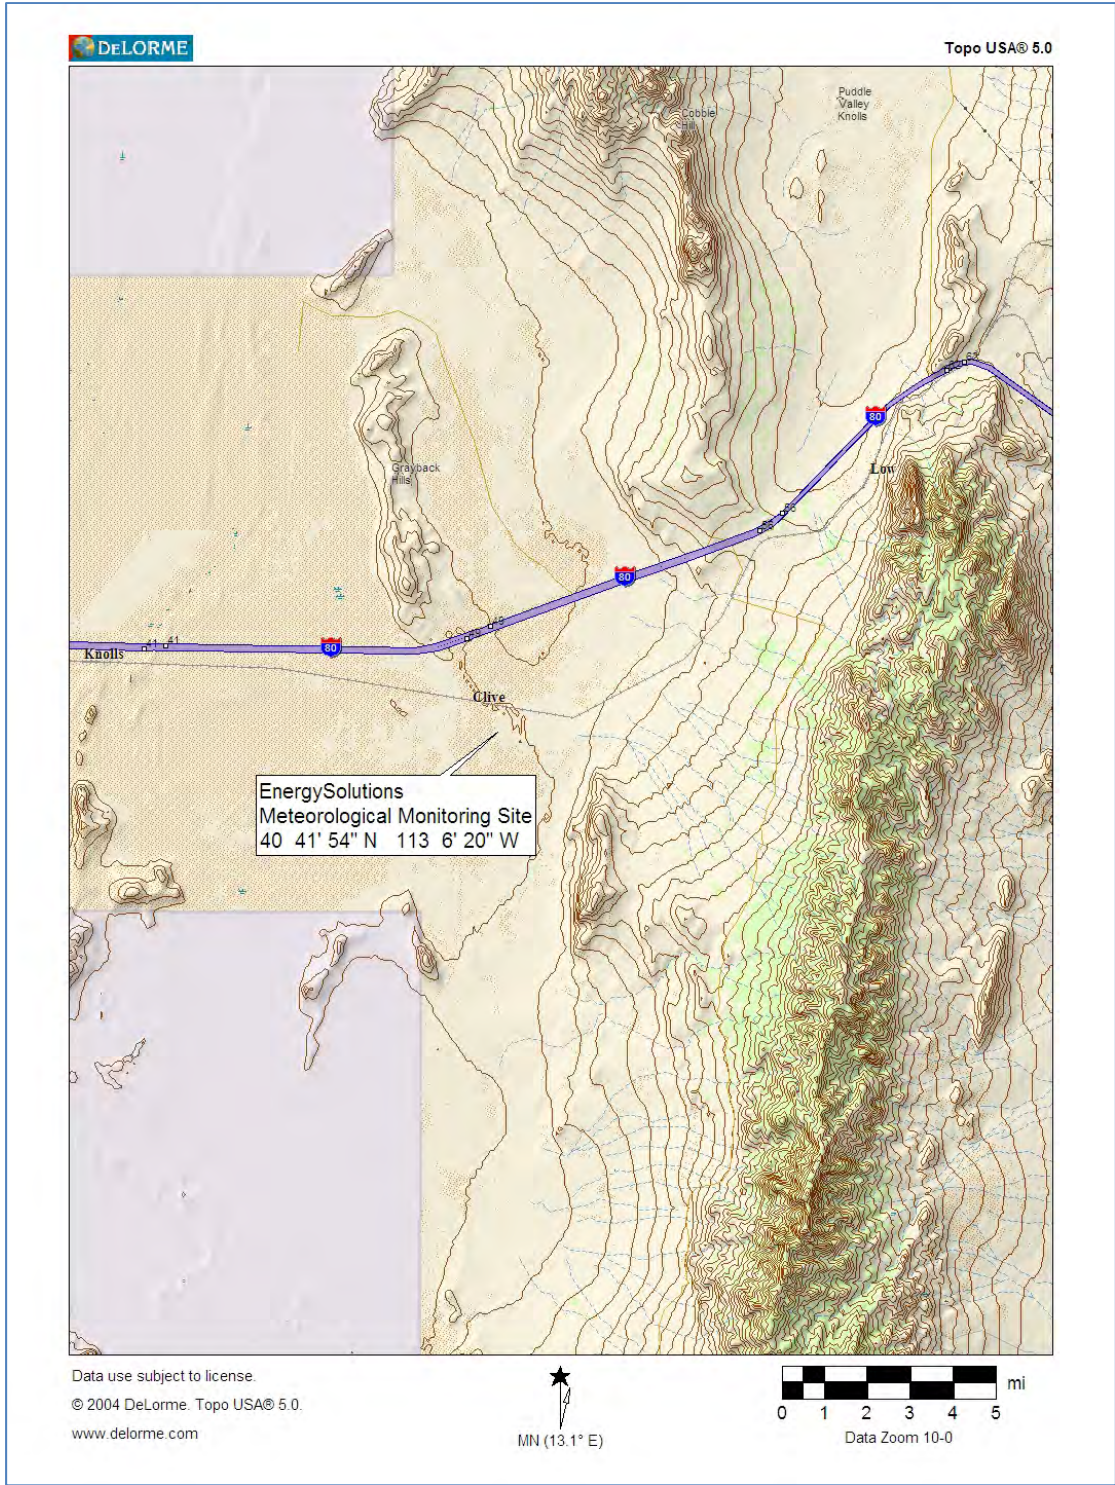 DELORME
Topo USA® 5.0
Puddle
Valley
Knolls
Cobble
Hill
80
Low
Grayback
Hills
80
41 41
80
49
Knolls
Clive
EnergySolutions
Meteorological Monitoring Site
40 41' 54" N 113 6' 20" W
Data use subject to license.
© 2004 DeLorme. Topo USA® 5.0.
www.delorme.com
MN (13.1° E)
mi
0 1 2 3 4 5
Data Zoom 10-0